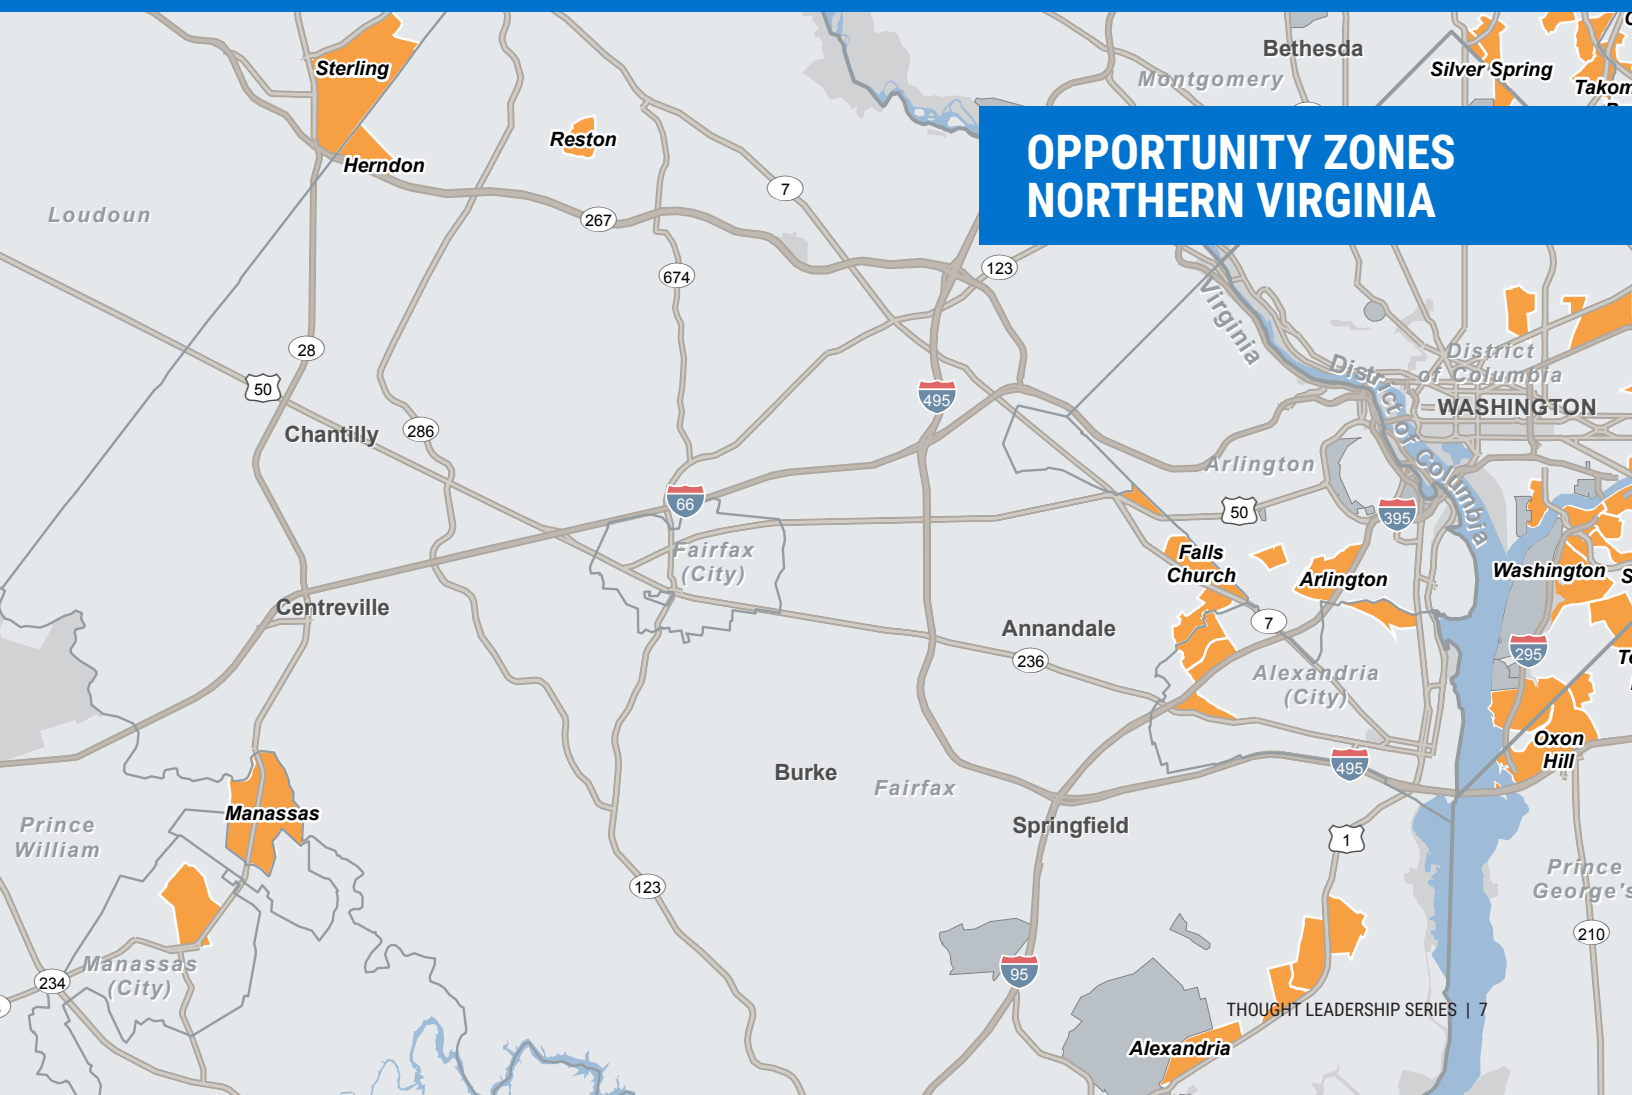 OPPORTUNITY ZONES
NORTHERN VIRGINIA
Bethesda
Montgomery
Silver Spring
Sterling
Reston
Herndon
Loudoun
7
267
674
123
Virginia
28
50
495
District
of Columbia
District of Columbia
WASHINGTON
Chantilly
286
Arlington
66
50
395
Fairfax
(City)
Falls
Church
Arlington
Washington
Centreville
7
Annandale
236
295
Alexandria
(City)
Oxon
Hill
495
Burke
Fairfax
Springfield
1
Manassas
Prince
William
123
Prince
George's
210
Manassas
(City)
234
95
THOUGHT LEADERSHIP SERIES | 7
Alexandria